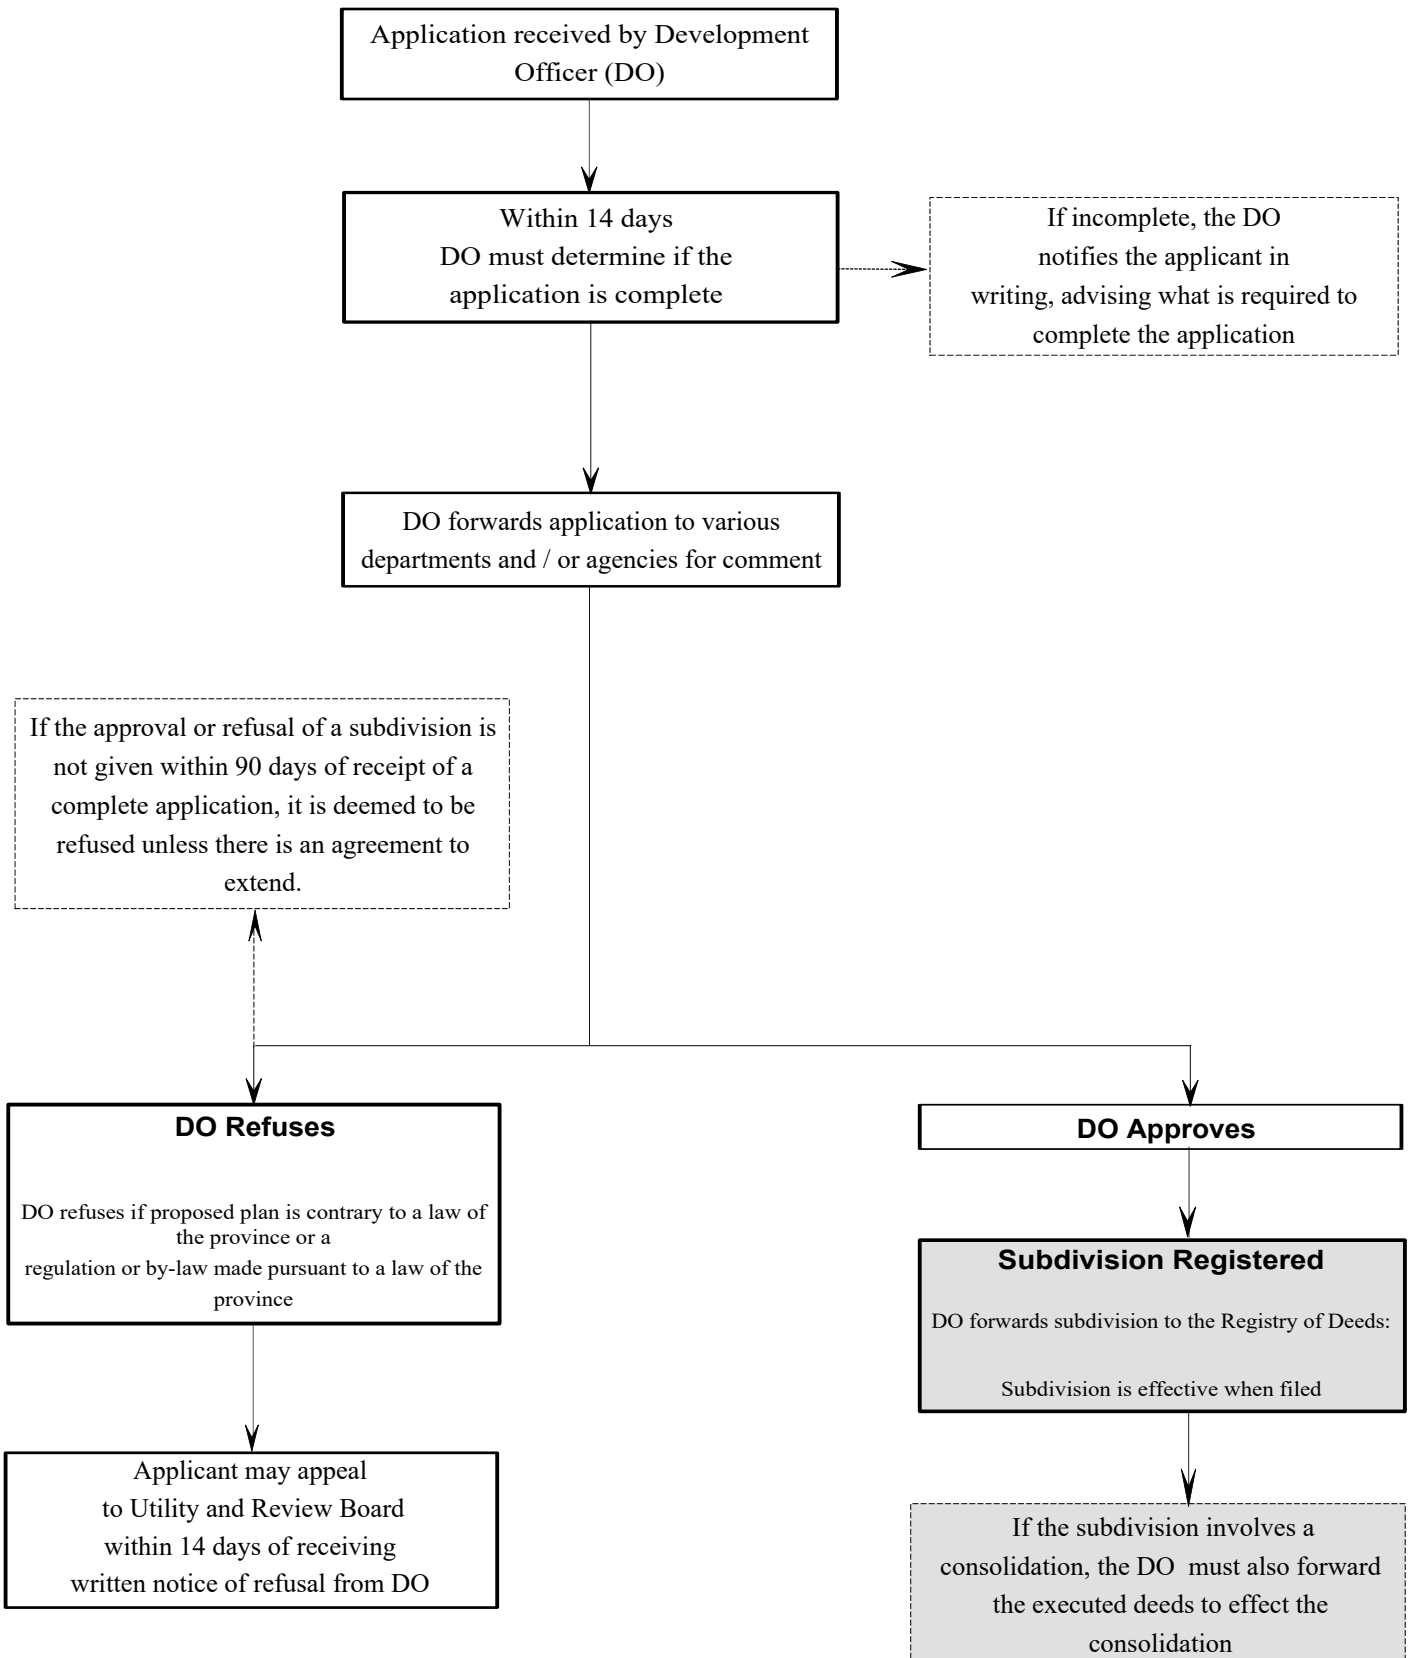 Application received by Development
Officer (DO)
Within 14 days
DO must determine if the
application is complete
If incomplete, the DO
notifies the applicant in
writing, advising what is required to
complete the application
DO forwards application to various
departments and / or agencies for comment
If the approval or refusal of a subdivision is
not given within 90 days of receipt of a
complete application, it is deemed to be
refused unless there is an agreement to
extend.
DO Refuses
DO refuses if proposed plan is contrary to a law of
the province or a
regulation or by-law made pursuant to a law of the
province
DO Approves
Subdivision Registered
DO forwards subdivision to the Registry of Deeds:
Subdivision is effective when filed
Applicant may appeal
to Utility and Review Board
within 14 days of receiving
written notice of refusal from DO
If the subdivision involves a
consolidation, the DO must also forward
the executed deeds to effect the
consolidation